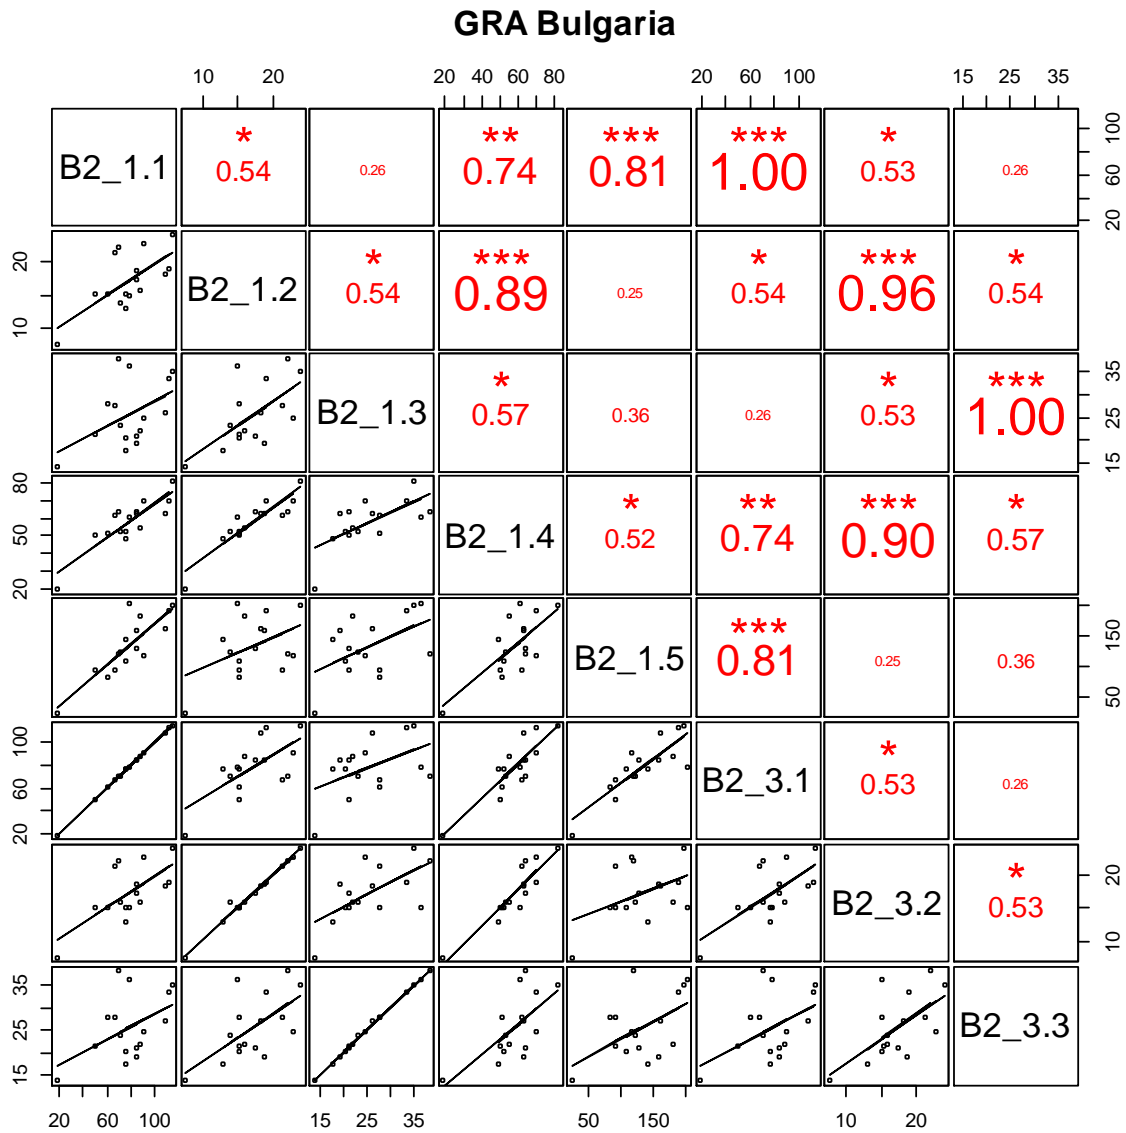 GRA Bulgaria
10 20 20 40 60 80 20 60 100 15 25 35
B2_1.1 * 0.54 0.26 ** 0.74 *** 0.81 *** 1.00 * 0.53 0.26 20 60 100
10 20 B2_1.2 * 0.54 *** 0.89 0.25 * 0.54 *** 0.96 * 0.54
B2_1.3 * 0.57 0.36 0.26 * 0.53 *** 1.00 15 25 35
20 50 80 B2_1.4 * 0.52 ** 0.74 *** 0.90 * 0.57
B2_1.5 *** 0.81 0.25 0.36 50 150
20 60 100 B2_3.1 * 0.53 0.26
B2_3.2 * 0.53 10 20
15 25 35 B2_3.3
20 60 100 15 25 35 50 150 10 20